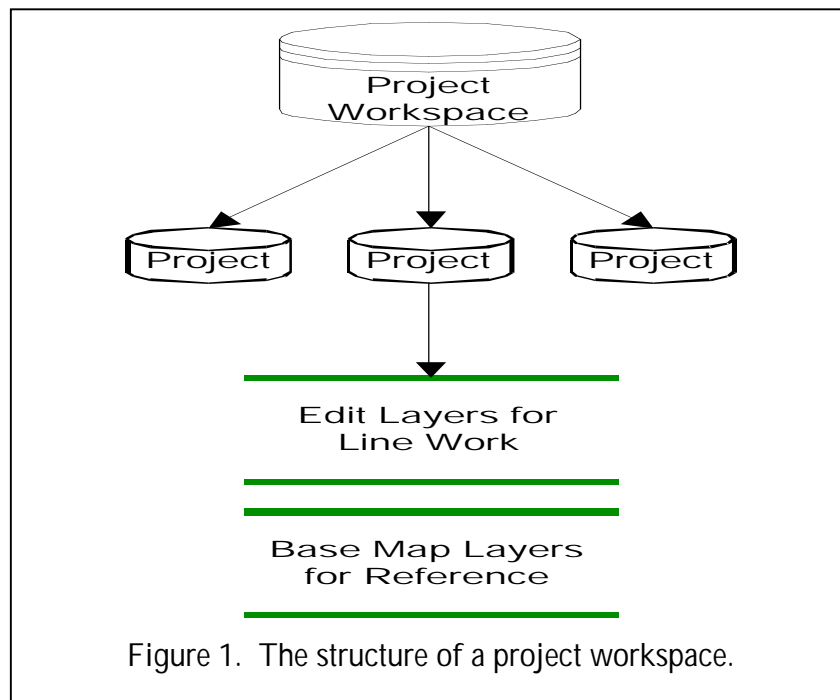 Project
Workspace
Project
Project
Project
Edit Layers for
Line Work
Base Map Layers
for Reference
Figure 1. The structure of a project workspace.